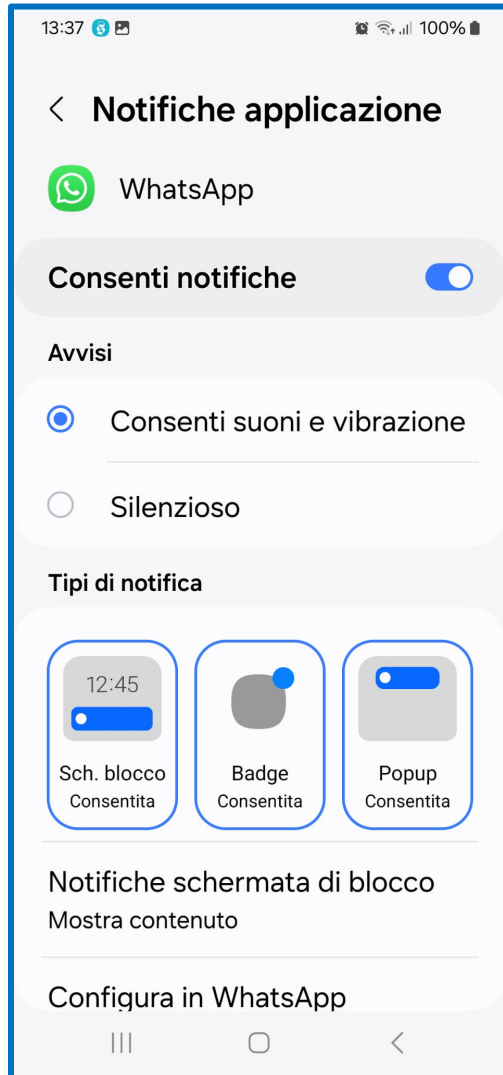 13:37 100%
Notifiche applicazione
WhatsApp
Consenti notifiche
Avvisi
Consenti suoni e vibrazione
Silenzioso
Tipi di notifica
12:45
Sch. blocco Badge Popup
Consentita Consentita Consentita
Notifiche schermata di blocco
Mostra contenuto
Configura in WhatsApp